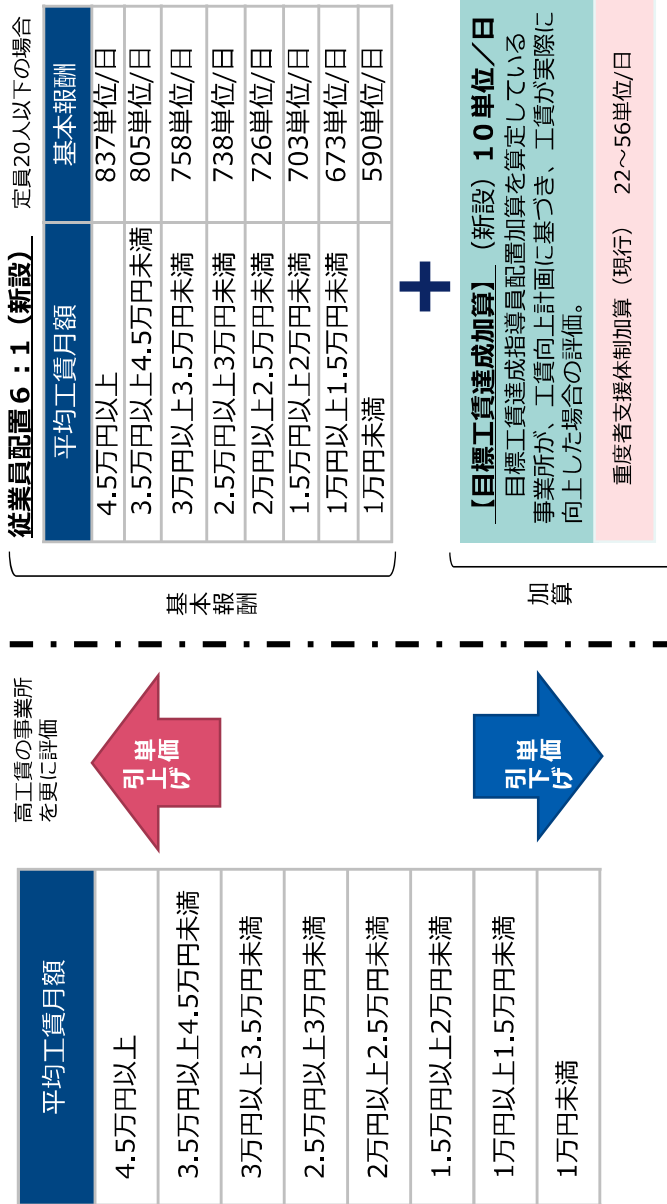 平均工賃月額
4.5万円以上
3.5万円以上4.5万円未満
3万円以上3.5万円未満
2.5万円以上3万円未満
2万円以上2.5万円未満
1.5万円以上2万円未満
1万円以上1.5万円未満
1万円未満
高工賃の事業所
を更に評価
単価
引上げ
単価
引下げ
従業員配置6:1(新設) 定員20人以下の場合
平均工賃月額 基本報酬
4.5万円以上 837単位/日
3.5万円以上4.5万円未満 805単位/日
3万円以上3.5万円未満 758単位/日
2.5万円以上3万円未満 738単位/日
2万円以上2.5万円未満 726単位/日
1.5万円以上2万円未満 703単位/日
1万円以上1.5万円未満 673単位/日
1万円未満 590単位/日
基本報酬
+
加算
【目標工賃達成加算】(新設)10単位/日
目標工賃達成指導員配置加算を算定している
事業所が、工賃向上計画に基づき、工賃が実際に
向上した場合の評価。
重度者支援体制加算(現行) 22~56単位/日